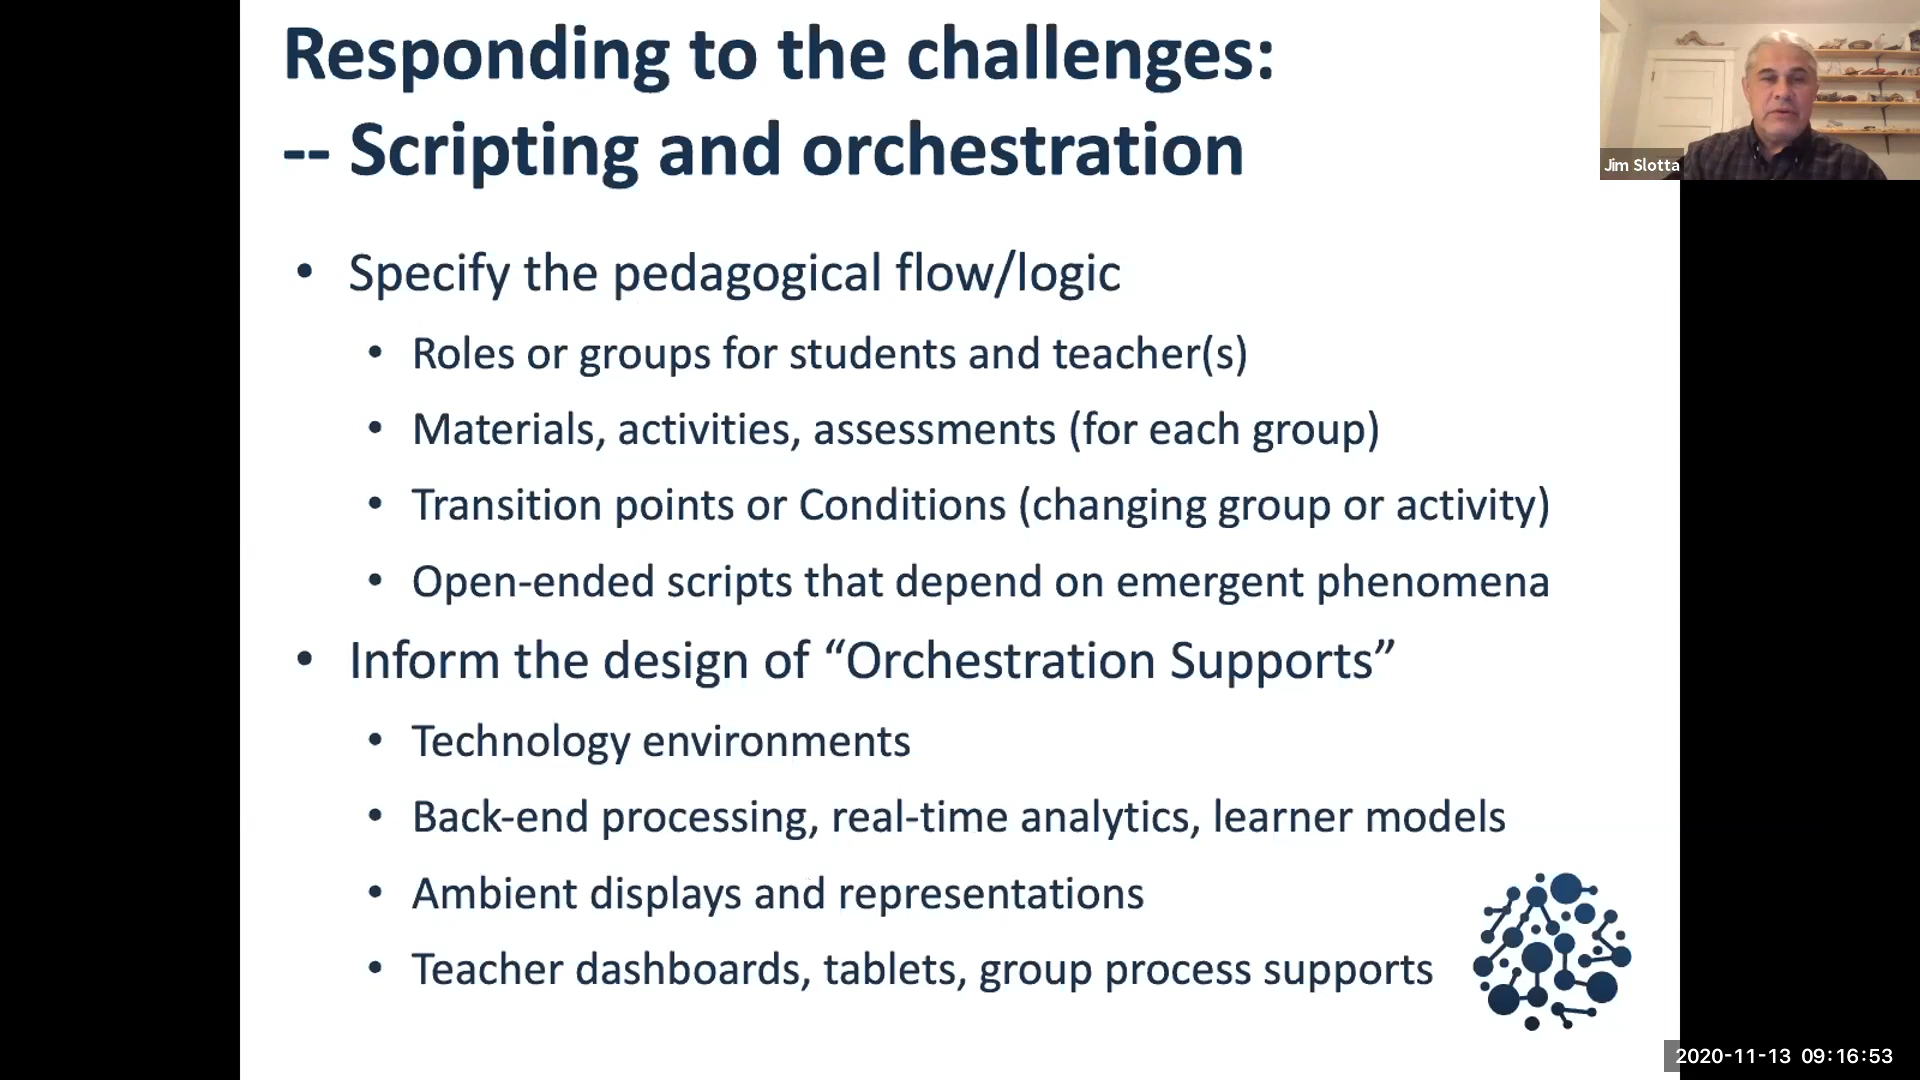 Responding to the challenges:
-- Scripting and orchestration
• Specify the pedagogical flow/logic
• Roles or groups for students and teacher(s)
• Materials, activities, assessments (for each group)
• Transition points or Conditions (changing group or activity)
• Open-ended scripts that depend on emergent phenomena
• Inform the design of “Orchestration Supports”
• Technology environments
• Back-end processing, real-time analytics, learner models
• Ambient displays and representations
• Teacher dashboards, tablets, group process supports
Jim Slotta
2020-11-13 09:16:53